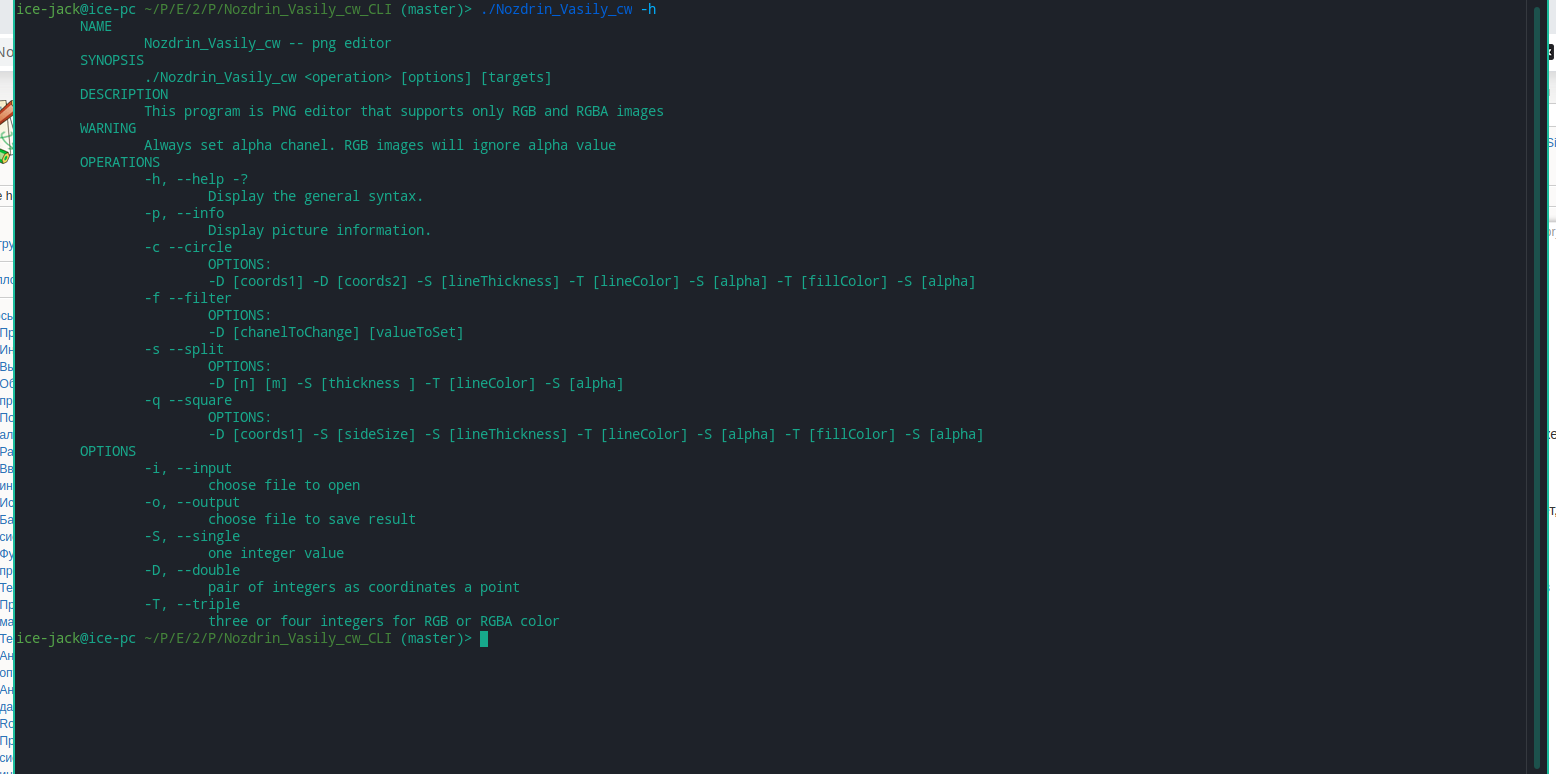 ice-jack@ice-pc ~/P/E/2/P/Nozdrin_Vasily_cw_CLI (master)> ./Nozdrin_Vasily_cw -h
NAME
Nozdrin_Vasily_cw -- png editor
SYNOPSIS
./Nozdrin_Vasily_cw <operation> [options] [targets]
DESCRIPTION
This program is PNG editor that supports only RGB and RGBA images
WARNING
Always set alpha chanel. RGB images will ignore alpha value
OPERATIONS
-h, --help -?
Display the general syntax.
-p, --info
Display picture information.
-c --circle
OPTIONS:
-D [coords1] -D [coords2] -S [lineThickness] -T [lineColor] -S [alpha] -T [fillColor] -S [alpha]
-f --filter
OPTIONS:
-D [chanelToChange] [valueToSet]
-s --split
OPTIONS:
-D [n] [m] -S [thickness ] -T [lineColor] -S [alpha]
-q --square
OPTIONS:
-D [coords1] -S [sideSize] -S [lineThickness] -T [lineColor] -S [alpha] -T [fillColor] -S [alpha]
OPTIONS
-i, --input
choose file to open
-o, --output
choose file to save result
-S, --single
one integer value
-D, --double
pair of integers as coordinates a point
-T, --triple
three or four integers for RGB or RGBA color
ice-jack@ice-pc ~/P/E/2/P/Nozdrin_Vasily_cw_CLI (master)>